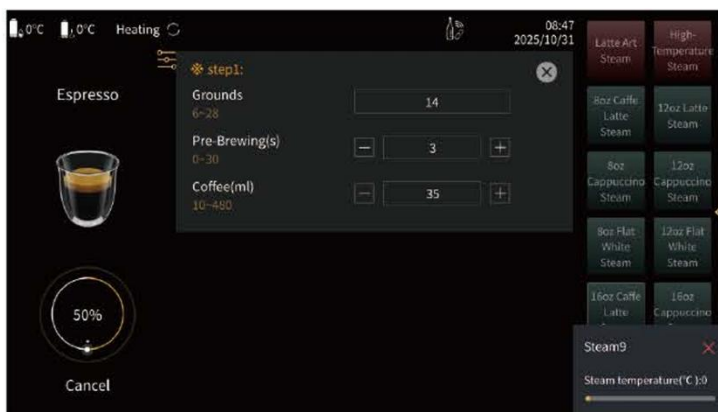 0°C 0°C Heating
08:47
2025/10/31
Espresso
※ step1:
Grounds
6~28
14
Pre-Brewing(s)
0~30
3
Coffee(ml)
10~480
35
50%
Cancel
Latte Art
Steam
High-
Temperature
Steam
8oz Caffe
Latte
Steam
12oz Latte
Steam
8oz
Cappuccino
Steam
12oz
Cappuccino
Steam
8oz Flat
White
Steam
12oz Flat
White
Steam
16oz Caffe
Latte
16oz
Cappuccino
Steam9
Steam temperature(°C):0